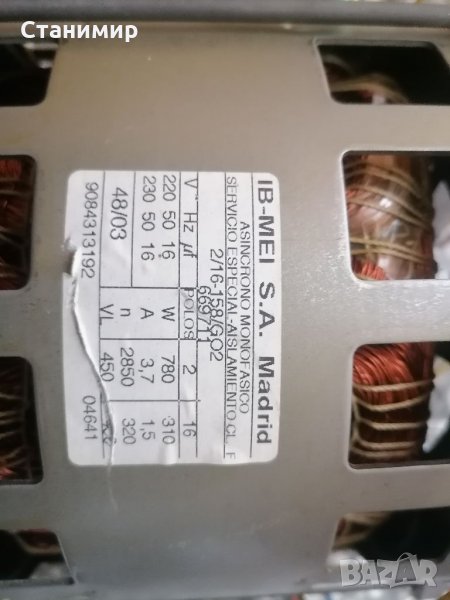 Станимир
IB-MEI S.A. Madrid
ASINCRONO MONOFASICO
SERVICIO ESPECIAL-AISLAMIENTO CL. F
2/16-158/GO2
669711
V~ Hz µf POLOS 2 16
220 50 16 W 780 310
230 50 16 A 3,7 1,5
n 2850 320
48/03 VL 450
9084313192 04641
BAZAR